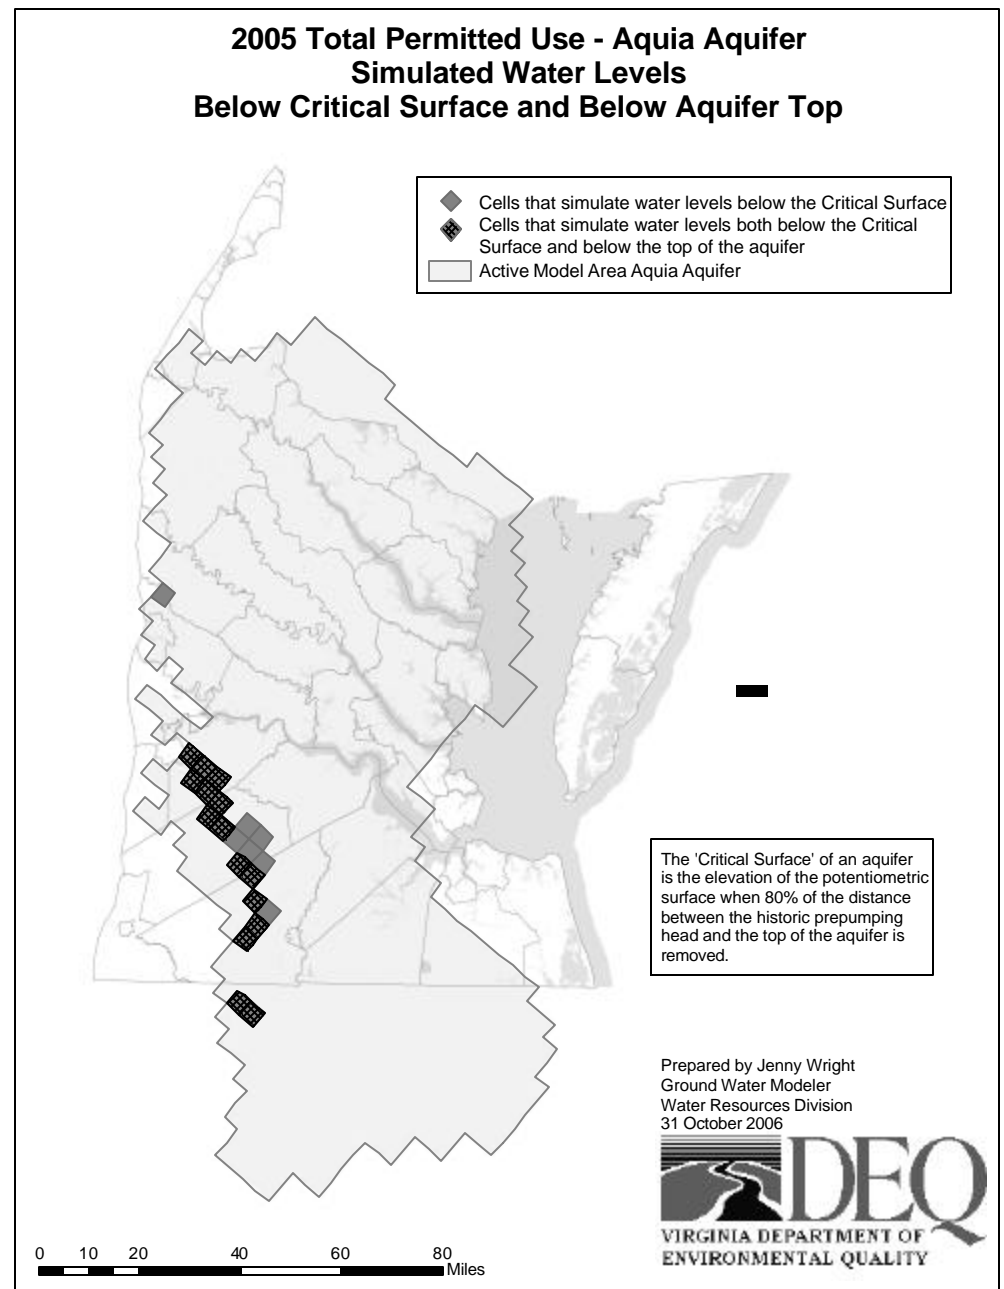 2005 Total Permitted Use - Aquia Aquifer
Simulated Water Levels
Below Critical Surface and Below Aquifer Top
Cells that simulate water levels below the Critical Surface
Cells that simulate water levels both below the Critical
Surface and below the top of the aquifer
Active Model Area Aquia Aquifer
The 'Critical Surface' of an aquifer
is the elevation of the potentiometric
surface when 80% of the distance
between the historic prepumping
head and the top of the aquifer is
removed.
Prepared by Jenny Wright
Ground Water Modeler
Water Resources Division
31 October 2006
DEQ
VIRGINIA DEPARTMENT OF
ENVIRONMENTAL QUALITY
0 10 20 40 60 80
Miles